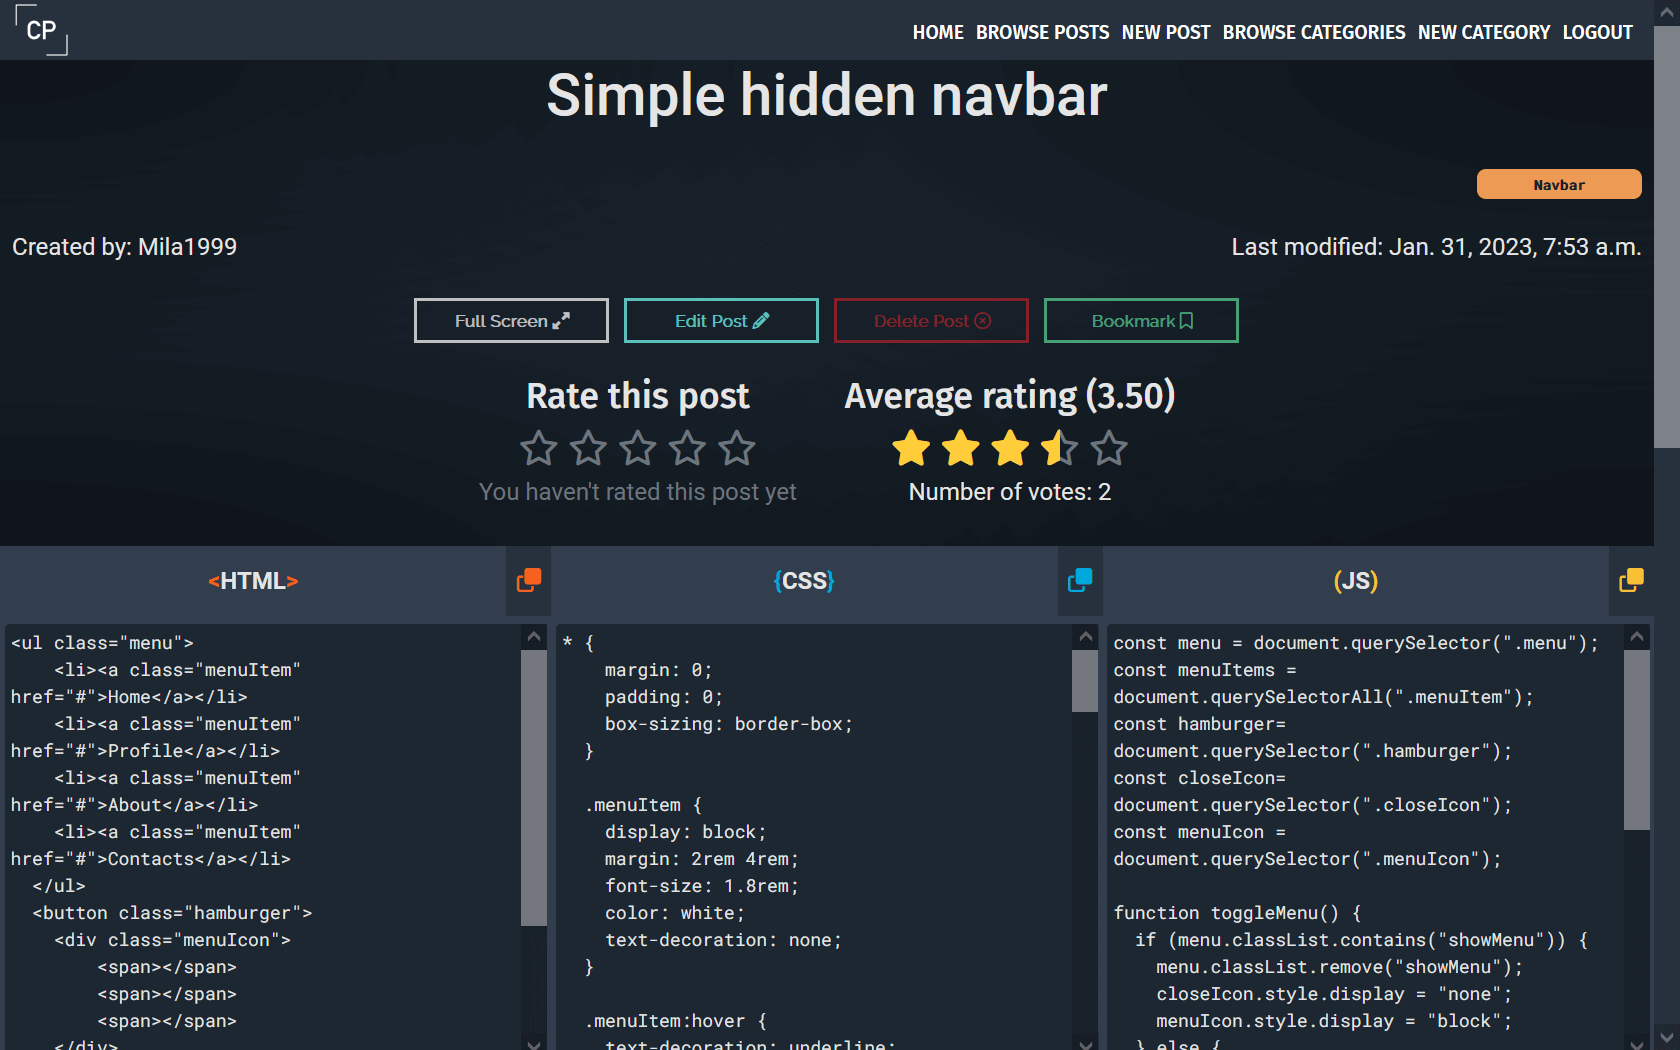 CP
HOME BROWSE POSTS NEW POST BROWSE CATEGORIES NEW CATEGORY LOGOUT
Simple hidden navbar
Navbar
Created by: Mila1999
Last modified: Jan. 31, 2023, 7:53 a.m.
Full Screen
Edit Post
Delete Post
Bookmark
Rate this post
You haven't rated this post yet
Average rating (3.50)
Number of votes: 2
<HTML>
<ul class="menu">
    <li><a class="menuItem"
href="#">Home</a></li>
    <li><a class="menuItem"
href="#">Profile</a></li>
    <li><a class="menuItem"
href="#">About</a></li>
    <li><a class="menuItem"
href="#">Contacts</a></li>
  </ul>
  <button class="hamburger">
    <div class="menuIcon">
        <span></span>
        <span></span>
        <span></span>
    </div>
{CSS}
* {
    margin: 0;
    padding: 0;
    box-sizing: border-box;
  }
  .menuItem {
    display: block;
    margin: 2rem 4rem;
    font-size: 1.8rem;
    color: white;
    text-decoration: none;
  }
  .menuItem:hover {
    text-decoration: underline;
(JS)
const menu = document.querySelector(".menu");
const menuItems =
document.querySelectorAll(".menuItem");
const hamburger=
document.querySelector(".hamburger");
const closeIcon=
document.querySelector(".closeIcon");
const menuIcon =
document.querySelector(".menuIcon");
function toggleMenu() {
  if (menu.classList.contains("showMenu")) {
    menu.classList.remove("showMenu");
    closeIcon.style.display = "none";
    menuIcon.style.display = "block";
  } else {